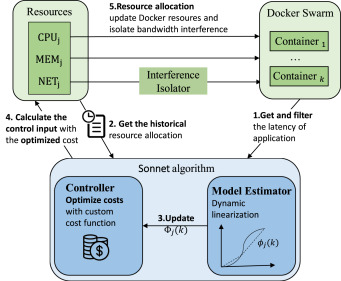 Resources
5.Resource allocation
update Docker resoures and
isolate bandwidth interference
Docker Swarm
CPUj
MEMj
NETj
Container 1
...
Container k
Interference
Isolator
4. Calculate the
control input with
the optimized cost
2. Get the historical
resource allocation
1.Get and filter
the latency of
application
Sonnet algorithm
Controller
Optimize costs
with custom
cost function
3.Update
Φj(k)
Model Estimator
Dynamic
linearization
ϕj(k)